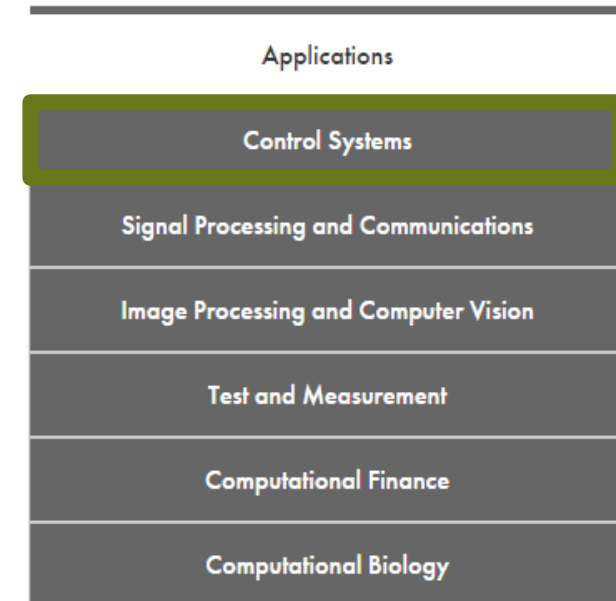 Applications
Control Systems
Signal Processing and Communications
Image Processing and Computer Vision
Test and Measurement
Computational Finance
Computational Biology